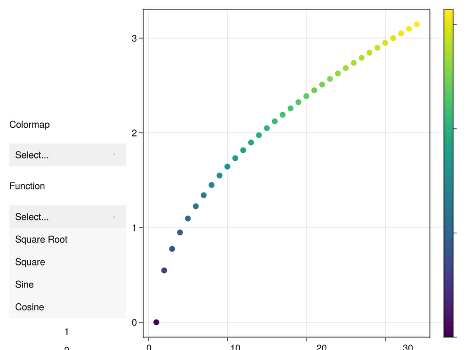 Colormap
Select...
Function
Select...
Square Root
Square
Sine
Cosine
1
3
2
1
0
0
10
20
30